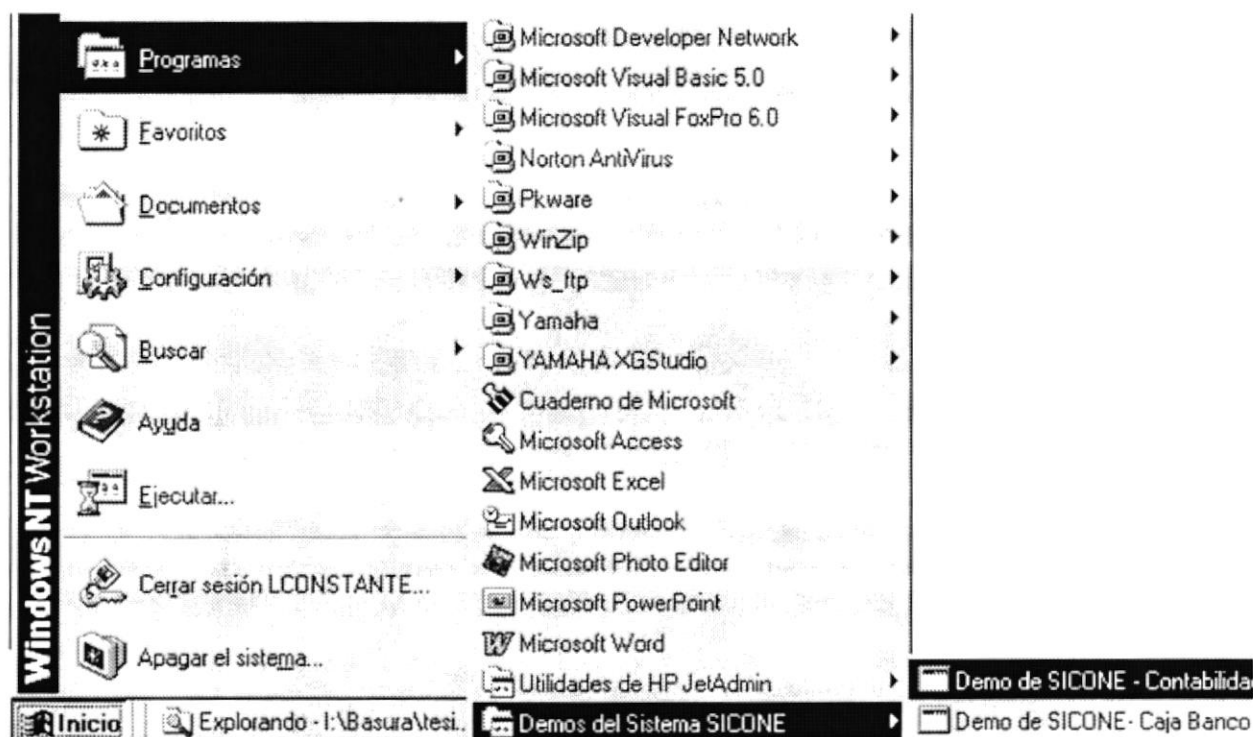 Windows NT Workstation
Programas
Favoritos
Documentos
Configuración
Buscar
Ayuda
Ejecutar...
Cerrar sesión LCONSTANTE...
Apagar el sistema...
Microsoft Developer Network
Microsoft Visual Basic 5.0
Microsoft Visual FoxPro 6.0
Norton AntiVirus
Pkware
WinZip
Ws_ftp
Yamaha
YAMAHA XGStudio
Cuaderno de Microsoft
Microsoft Access
Microsoft Excel
Microsoft Outlook
Microsoft Photo Editor
Microsoft PowerPoint
Microsoft Word
Utilidades de HP JetAdmin
Demos del Sistema SICONE
Demo de SICONE - Contabilidad
Demo de SICONE- Caja Banco
Inicio
Explorando - I:\Basura\tesi..